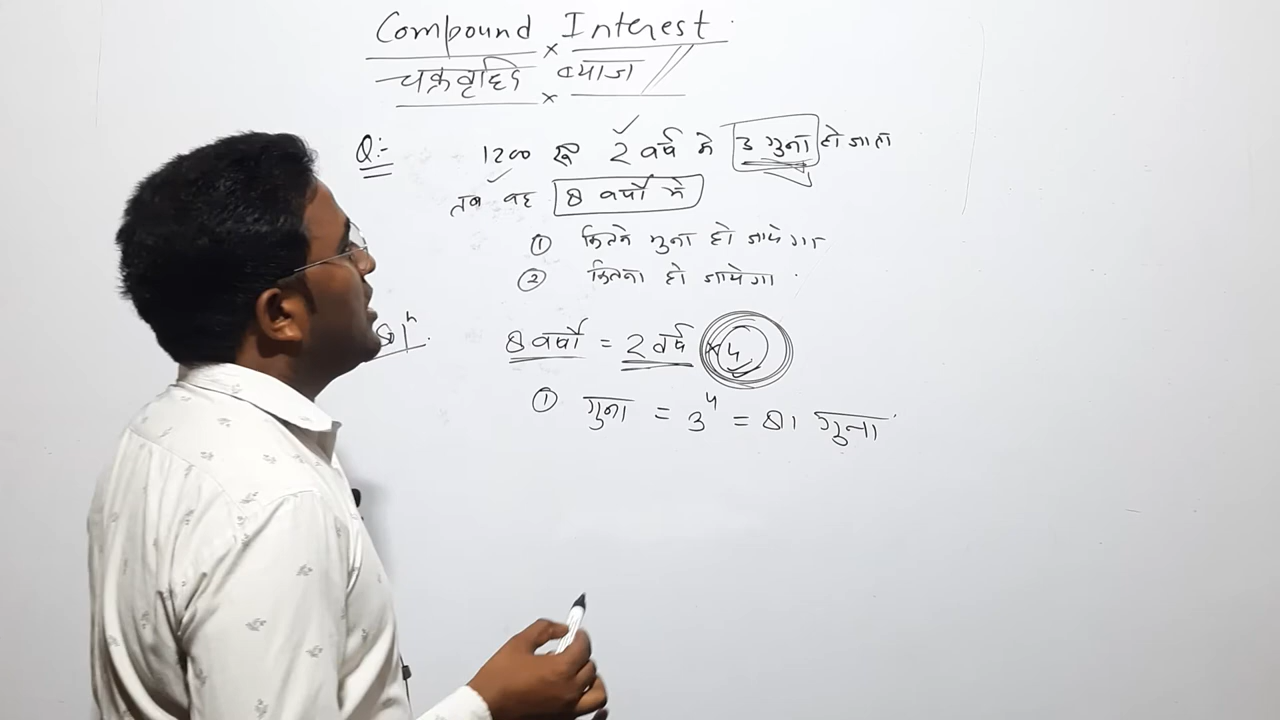 Compound Interest
चक्रवृद्धि ब्याज
Q:- 1200 रू 2 वर्ष मे 3 गुना हो जाता
तब वह 8 वर्षों मे
① कितने गुना हो जायेगा
② कितना हो जायेगा
8 वर्षों = 2 वर्ष × 4
① गुना = 3⁴ = 81 गुना